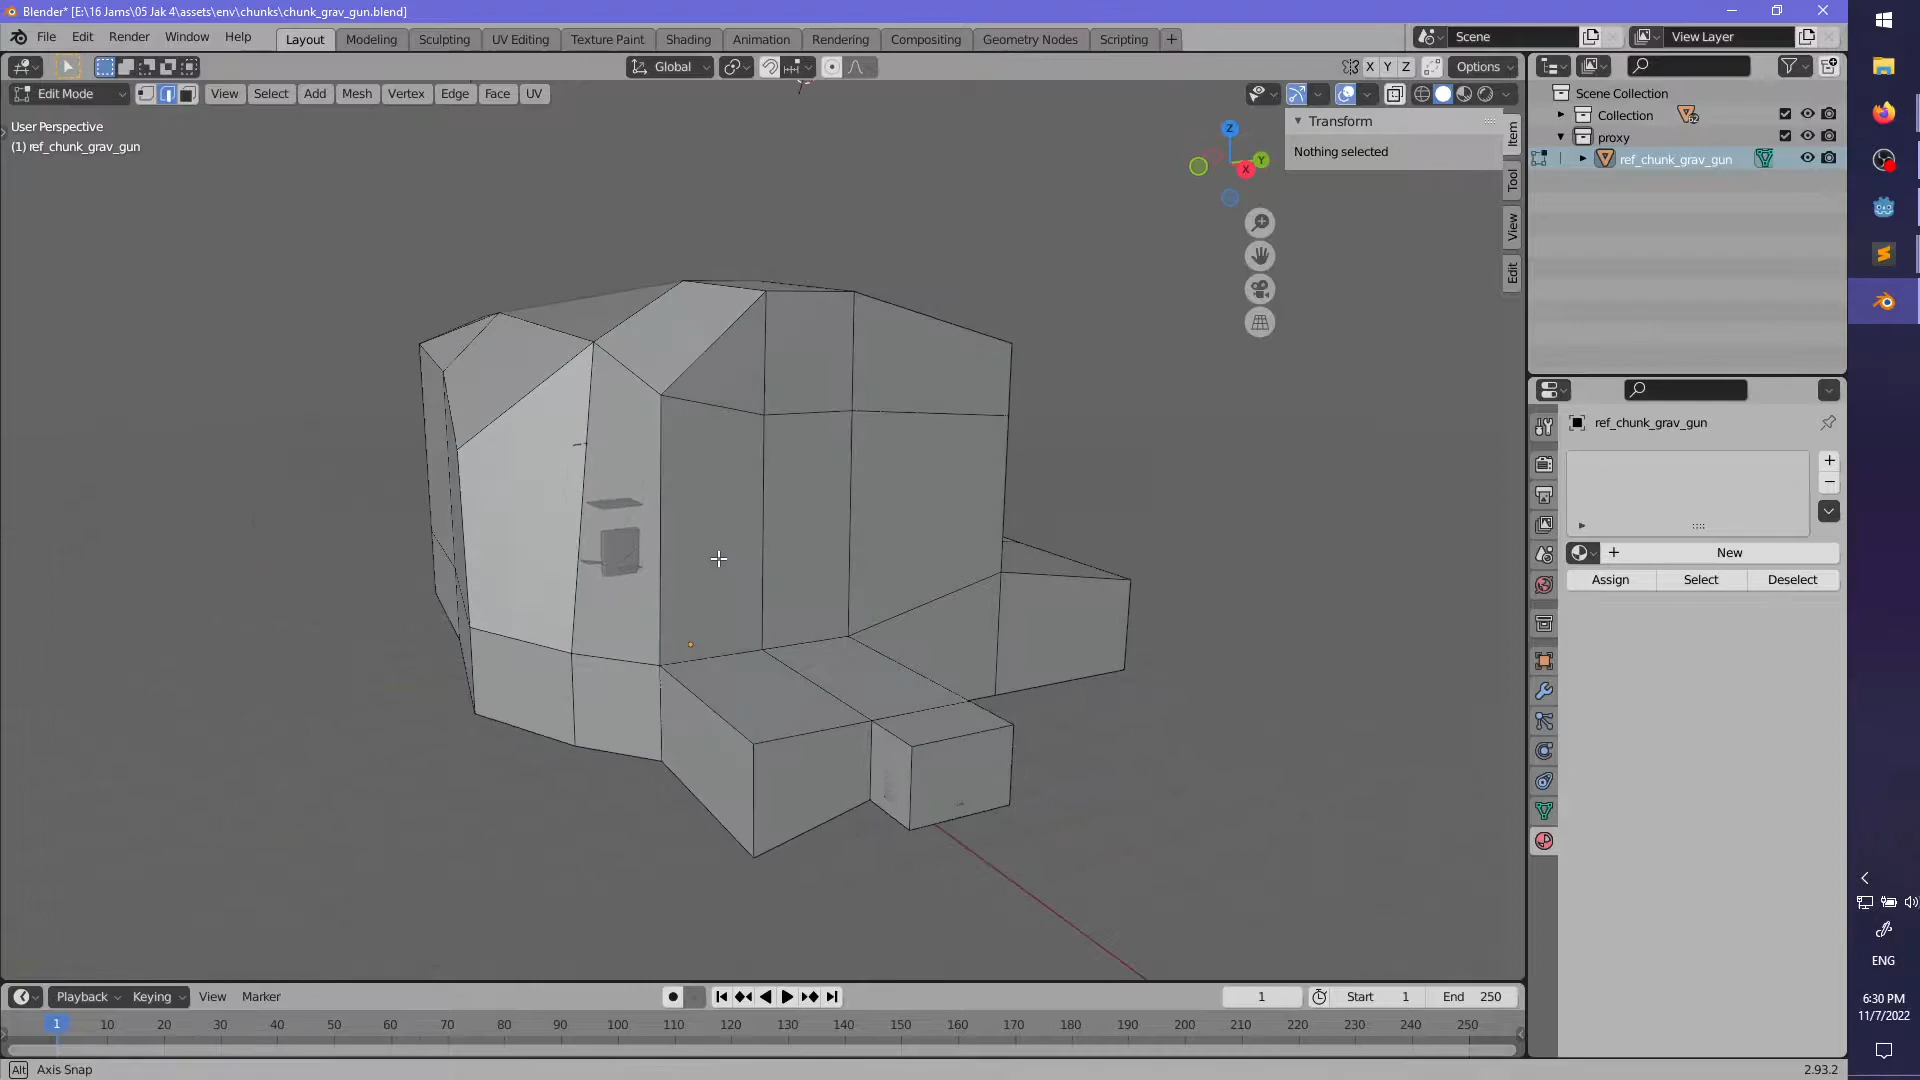 Blender* [E:\16 Jams\05 Jak 4\assets\env\chunks\chunk_grav_gun.blend]
File Edit Render Window Help Layout Modeling Sculpting UV Editing Texture Paint Shading Animation Rendering Compositing Geometry Nodes Scripting + Scene View Layer
Global X Y Z Options
Edit Mode View Select Add Mesh Vertex Edge Face UV
Scene Collection
Collection 62
proxy
ref_chunk_grav_gun
User Perspective
(1) ref_chunk_grav_gun
Z
Y
X
Transform
Nothing selected
Item
Tool
View
Edit
ref_chunk_grav_gun
New
Assign Select Deselect
Playback Keying View Marker 1 Start 1 End 250
1 10 20 30 40 50 60 70 80 90 100 110 120 130 140 150 160 170 180 190 200 210 220 230 240 250
Alt Axis Snap 2.93.2
ENG
6:30 PM
11/7/2022